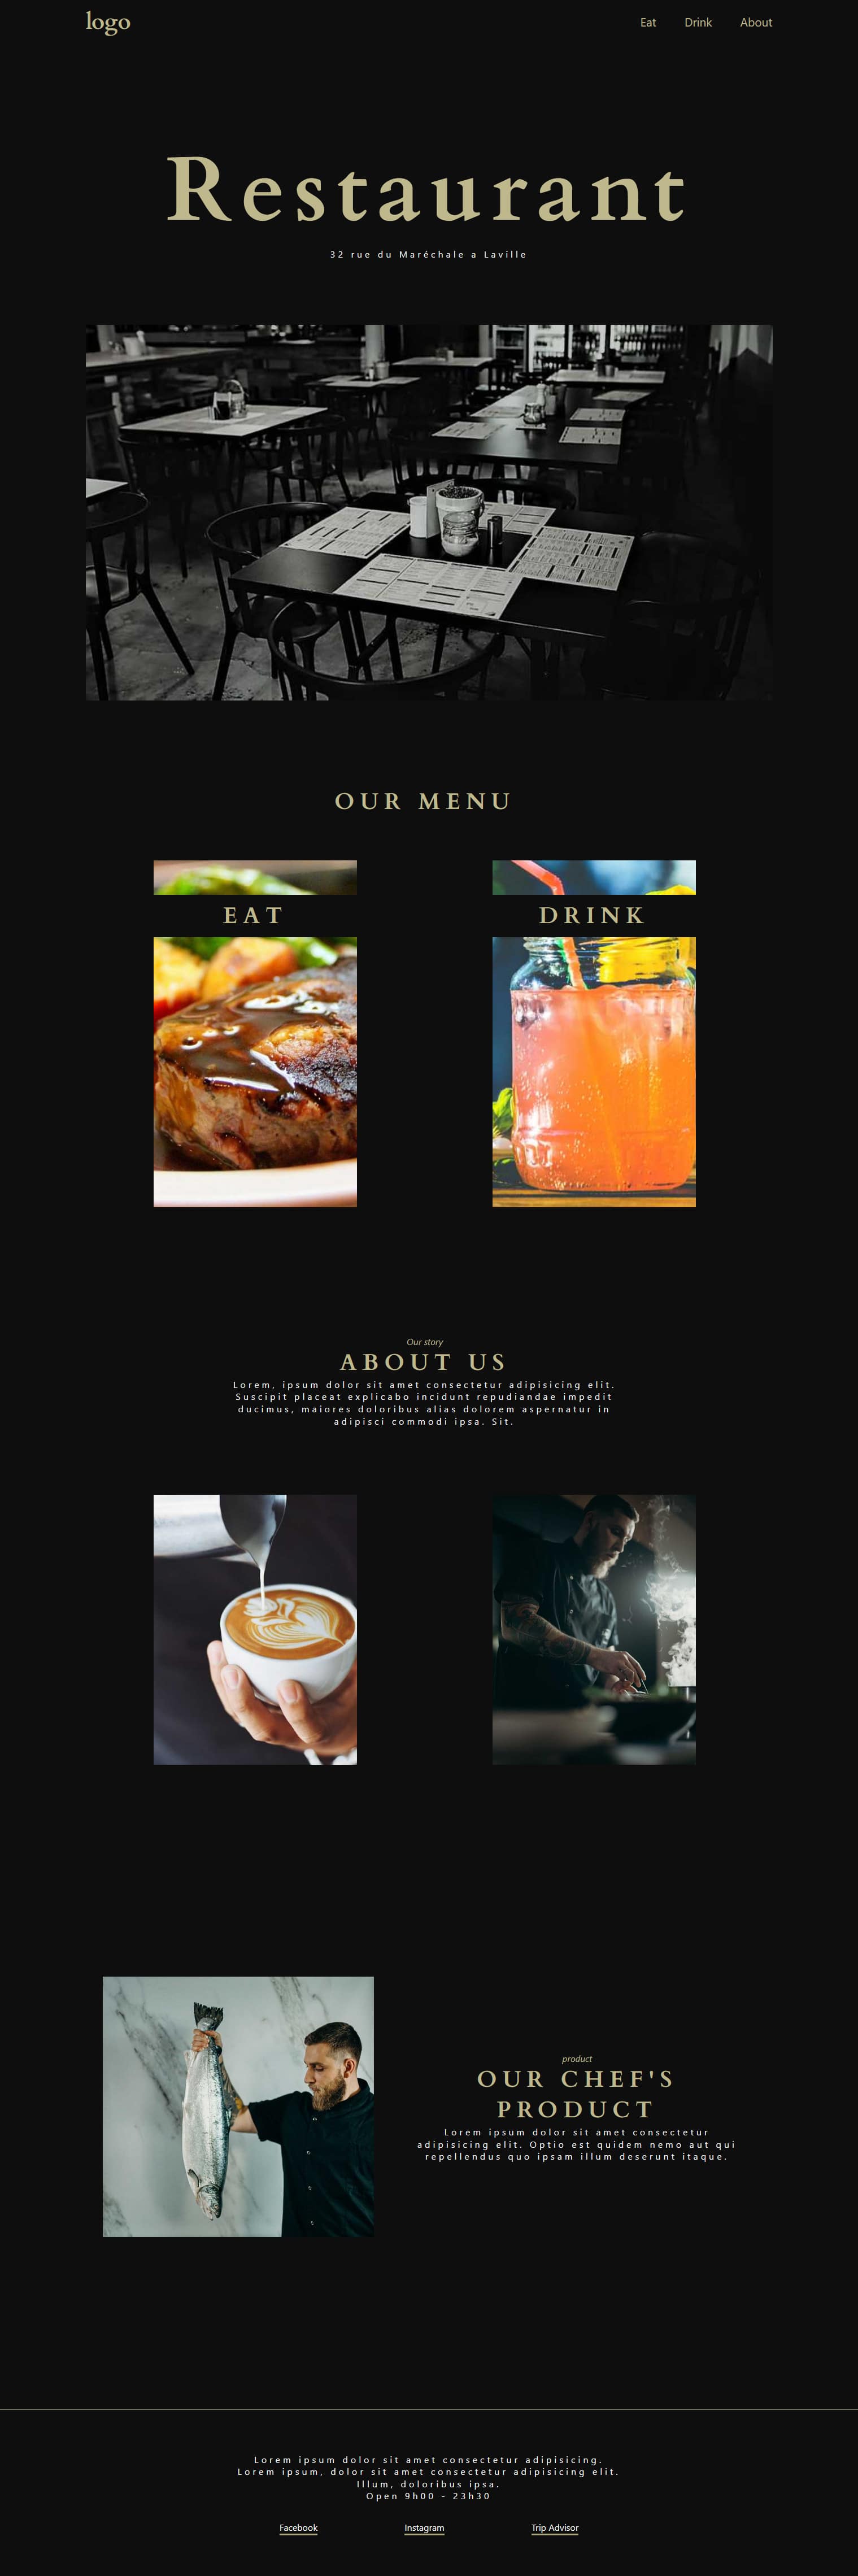 logo
Eat Drink About
Restaurant
32 rue du Maréchale a Laville
OUR MENU
EAT
DRINK
Our story
ABOUT US
Lorem, ipsum dolor sit amet consectetur adipisicing elit.
Suscipit placeat explicabo incidunt repudiandae impedit
ducimus, maiores doloribus alias dolorem aspernatur in
adipisci commodi ipsa. Sit.
product
OUR CHEF'S
PRODUCT
Lorem ipsum dolor sit amet consectetur
adipisicing elit. Optio est quidem nemo aut qui
repellendus quo ipsam illum deserunt itaque.
Lorem ipsum dolor sit amet consectetur adipisicing.
Lorem ipsum, dolor sit amet consectetur adipisicing elit.
Illum, doloribus ipsa.
Open 9h00 - 23h30
Facebook Instagram Trip Advisor